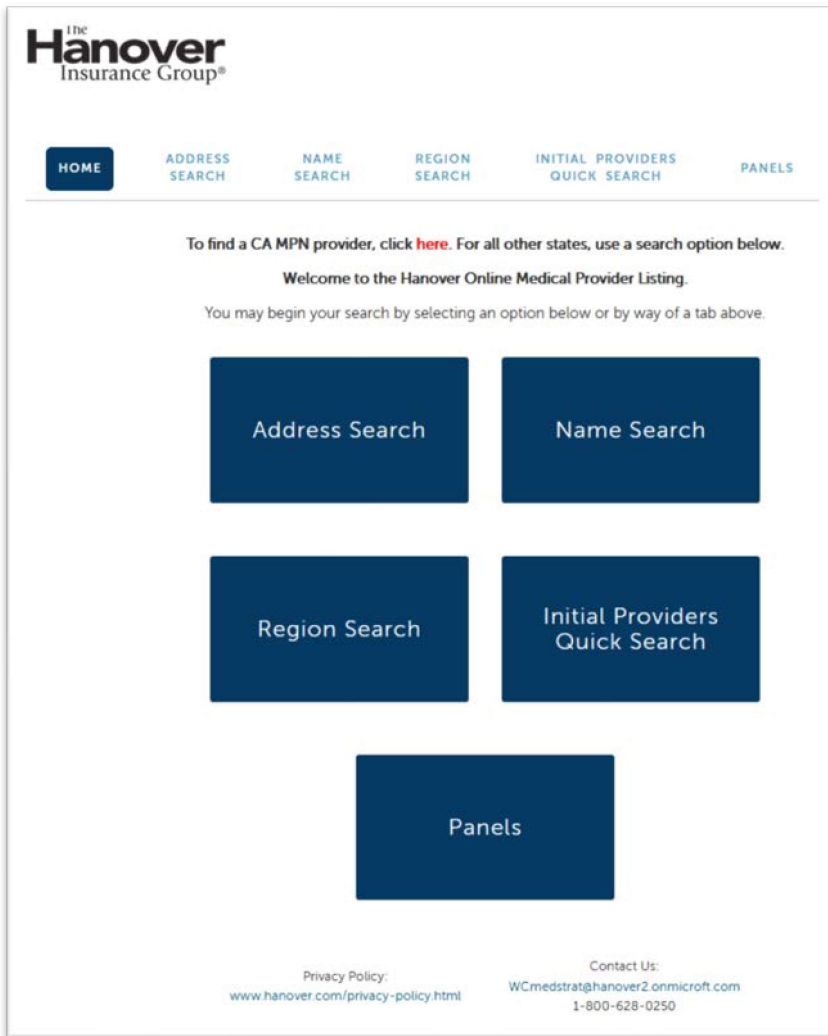 The
Hanover
Insurance Group®
HOME
ADDRESS
SEARCH
NAME
SEARCH
REGION
SEARCH
INITIAL PROVIDERS
QUICK SEARCH
PANELS
To find a CA MPN provider, click here. For all other states, use a search option below.
Welcome to the Hanover Online Medical Provider Listing.
You may begin your search by selecting an option below or by way of a tab above.
Address Search
Name Search
Region Search
Initial Providers
Quick Search
Panels
Privacy Policy:
www.hanover.com/privacy-policy.html
Contact Us:
WCmedstrat@hanover2.onmicroft.com
1-800-628-0250